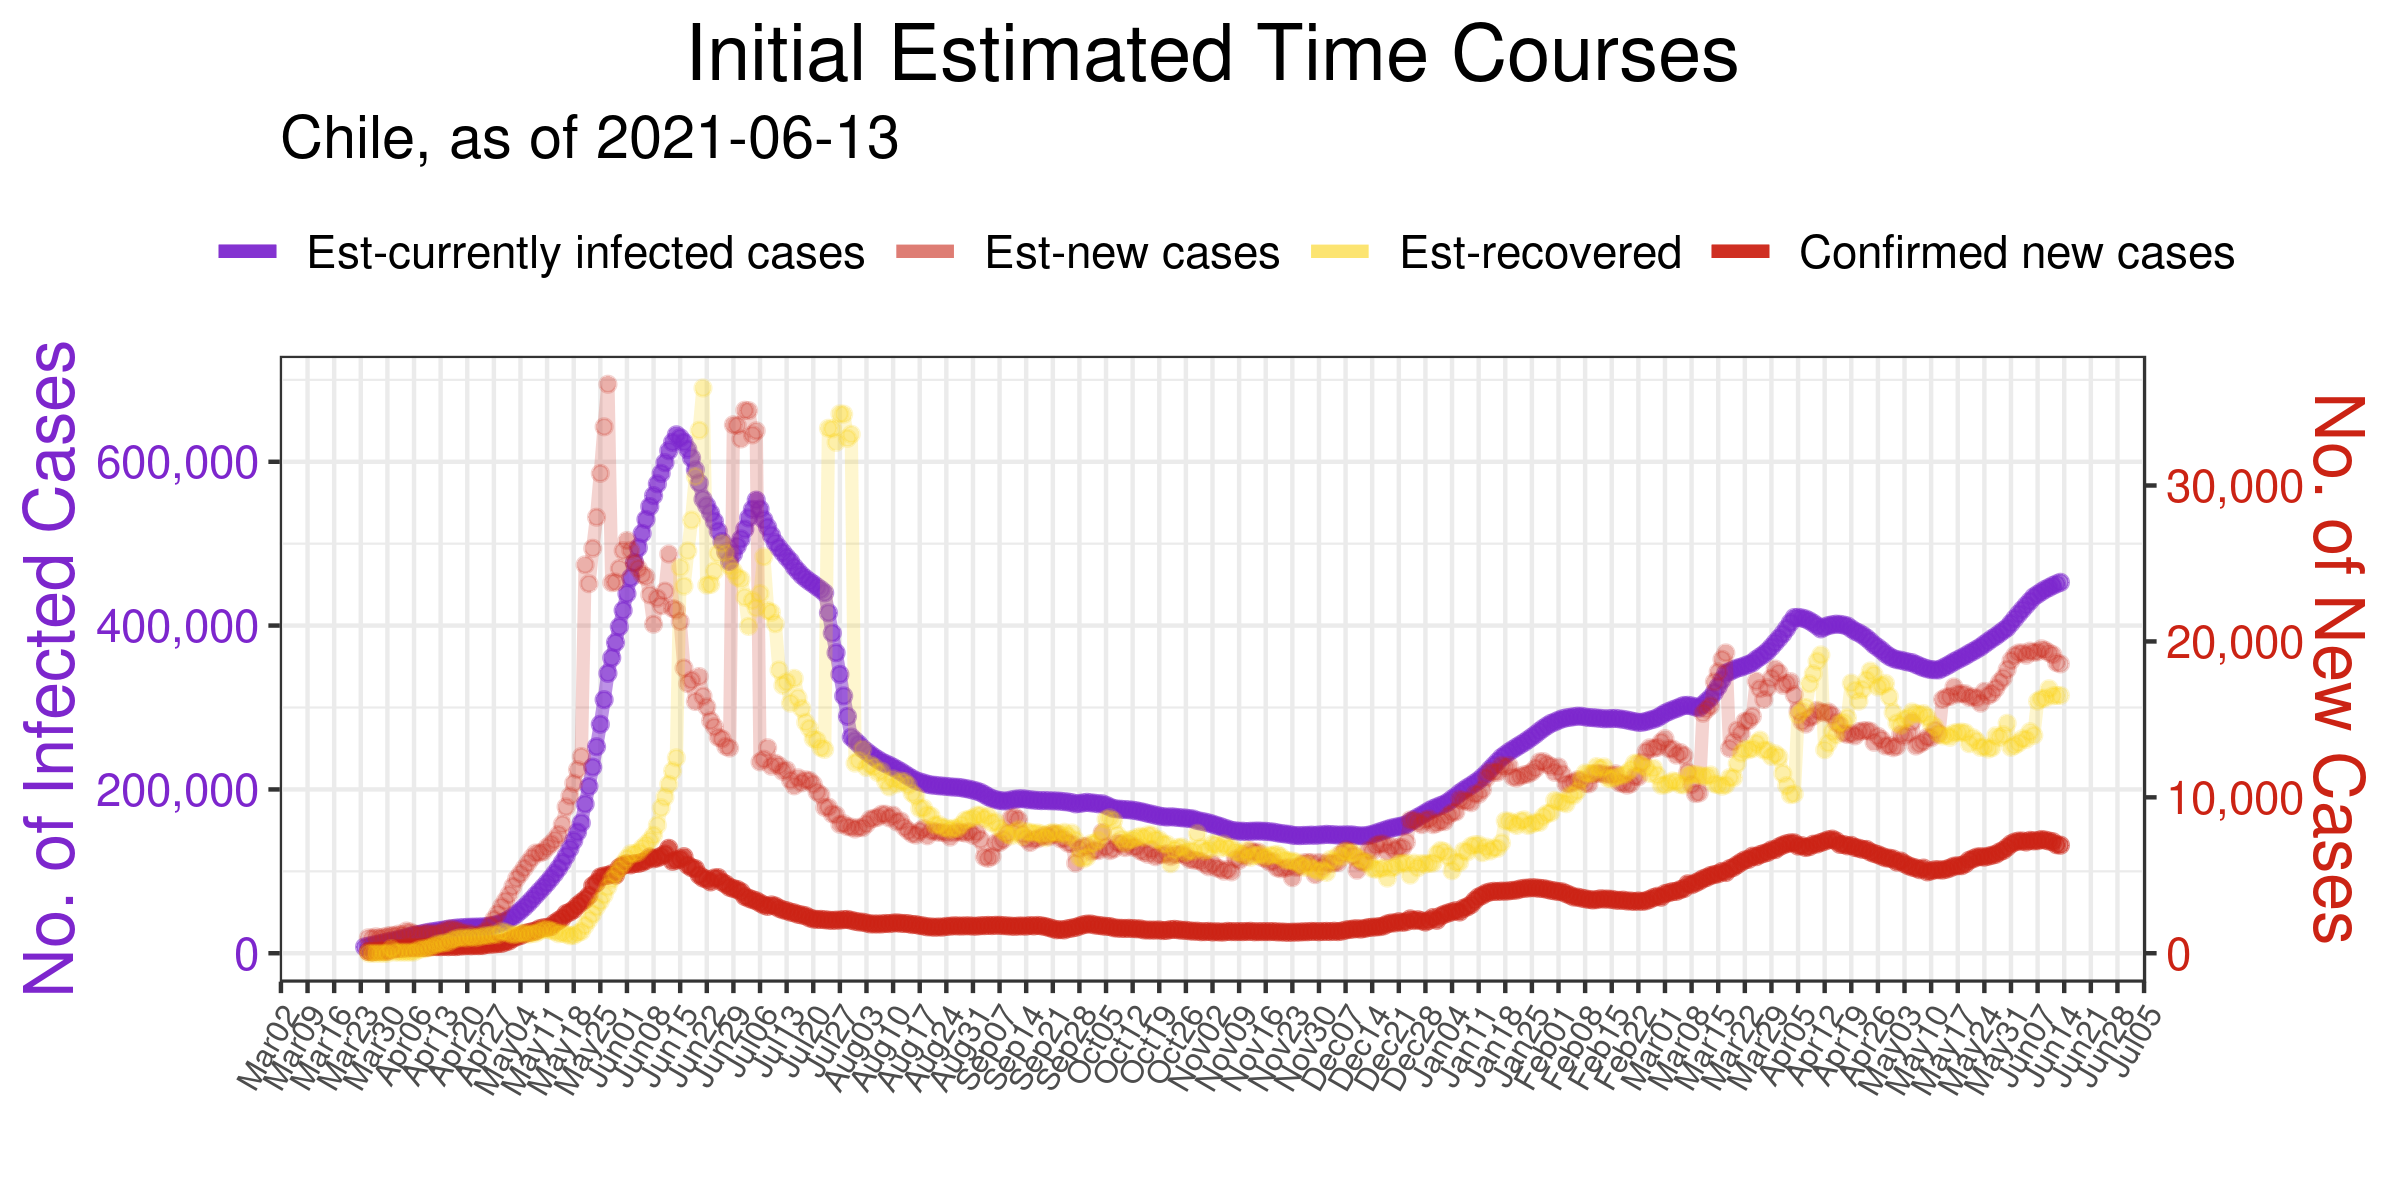 Initial Estimated Time Courses
Chile, as of 2021-06-13
Est-currently infected cases
Est-new cases
Est-recovered
Confirmed new cases
No. of Infected Cases
600,000
400,000
200,000
0
No. of New Cases
30,000
20,000
10,000
0
Mar02
Mar09
Mar16
Mar23
Mar30
Apr06
Apr13
Apr20
Apr27
May04
May11
May18
May25
Jun01
Jun08
Jun15
Jun22
Jun29
Jul06
Jul13
Jul20
Jul27
Aug03
Aug10
Aug17
Aug24
Aug31
Sep07
Sep14
Sep21
Sep28
Oct05
Oct12
Oct19
Oct26
Nov02
Nov09
Nov16
Nov23
Nov30
Dec07
Dec14
Dec21
Dec28
Jan04
Jan11
Jan18
Jan25
Feb01
Feb08
Feb15
Feb22
Mar01
Mar08
Mar15
Mar22
Mar29
Apr05
Apr12
Apr19
Apr26
May03
May10
May17
May24
May31
Jun07
Jun14
Jun21
Jun28
Jul05